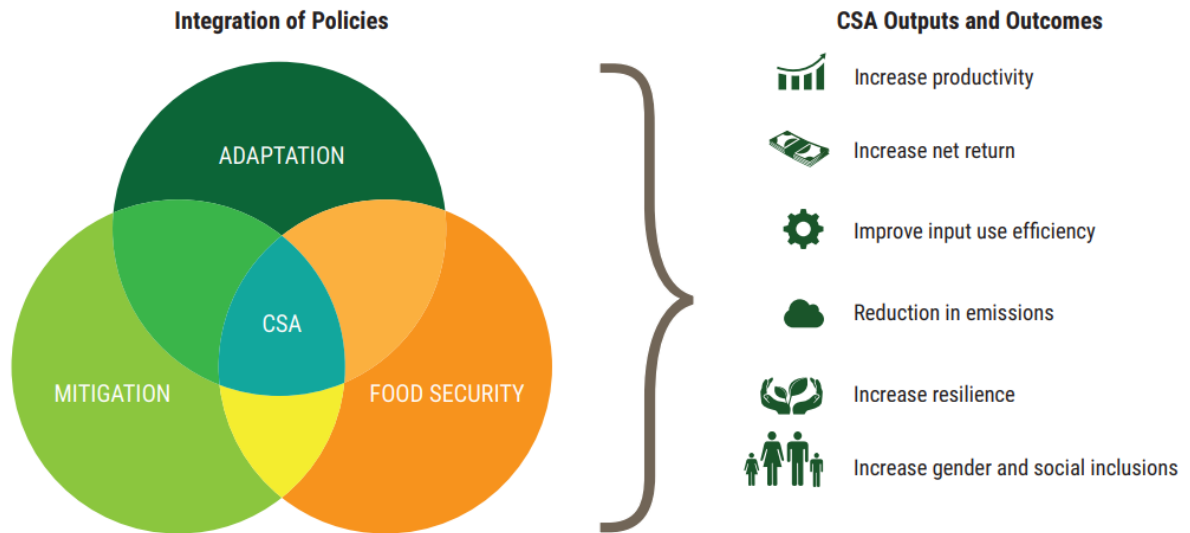 Integration of Policies
ADAPTATION
CSA
MITIGATION
FOOD SECURITY
CSA Outputs and Outcomes
Increase productivity
Increase net return
Improve input use efficiency
Reduction in emissions
Increase resilience
Increase gender and social inclusions